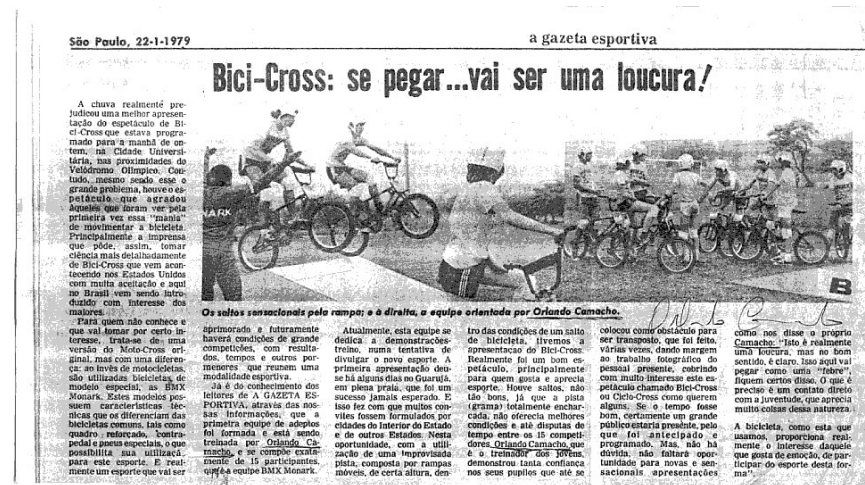 São Paulo, 22-1-1979
a gazeta esportiva
Bici-Cross: se pegar...vai ser uma loucura!
A chuva realmente pre-
judicou uma melhor apresen-
tação do espetáculo de Bi-
ci-Cross que estava progra-
mado para a manhã de on-
tem, na Cidade Universi-
tária, nas proximidades do
Velódromo Olímpico. Con-
tudo, mesmo sendo esse o
grande problema, houve o es-
petáculo que agradou
àqueles que foram ver pela
primeira vez essa "mania"
de movimentar a bicicleta.
Principalmente a imprensa
que pôde, assim, tomar
ciência mais detalhadamente
de Bici-Cross que vem acon-
tecendo nos Estados Unidos
com muita aceitação e aqui
no Brasil vem sendo intro-
duzido com interesse dos
maiores.
Para quem não conhece e
que vai tomar por certo in-
teresse, trata-se de uma
versão do Moto-Cross ori-
ginal, mas com uma diferen-
ça: ao invés de motocicletas,
são utilizadas bicicletas, de
modelo especial, as BMX
Monark. Estes modelos pos-
suem características técni-
cas que os diferenciam das
bicicletas comuns, tais como
quadro reforçado, contra-
pedal e pneus especiais, o que
possibilita sua utilizaçã.
para este esporte. E real-
mente um esporte que vai ser
ARK
B
Os saltos sensacionais pela rampa; e à direita, a equipe orientada por Orlando Camacho.
Orlando Camacho
aprimorado e futuramente
haverá condições de grande
competições, com resulta-
dos, tempos e outros por-
menores que reunem uma
modalidade esportiva.
Já é do conhecimento dos
leitores de A GAZETA ES-
PORTIVA, através das nos-
sas informações, que a
primeira equipe de adeptos
foi formada e está sendo
treinada por Orlando Ca-
macho, e se compõe exata-
mente de 15 participantes,
que é a equipe BMX Monark.
Atualmente, esta equipe se
dedica a demonstrações-
treino, numa tentativa de
divulgar o novo esporte. A
primeira apresentação deu-
se há alguns dias no Guarujá,
em plena praia, que foi um
sucesso jamais esperado. E
isso fez com que muitos con-
vites fossem formulados por
cidades do Interior do Estado
e de outros Estados. Nesta
oportunidade, com a utili-
zação de uma improvisada
pista, composta por rampas
móveis, de certa altura, den-
tro das condições de um salto
de bicicleta, tivemos a
apresentação do Bici-Cross.
Realmente foi um bom es-
petáculo, principalmente
para quem gosta e aprecia
esporte. Houve saltos, não
tão bons, já que a pista
(grama) totalmente enchar-
cada, não oferecia melhores
condições e até disputas de
tempo entre os 15 competi-
dores. Orlando Camacho, que
é o treinador dos jovens,
demonstrou tanta confiança
nos seus pupilos que até se
colocou como obstáculo para
ser transposto, que foi feito,
várias vezes, dando margem
do trabalho fotográfico do
pessoal presente, cobrindo
com muito interesse este es-
petáculo chamado Bici-Cross
ou Ciclo-Cross como querem
alguns. Se o tempo fosse
bom, certamente um grande
público estaria presente, pelo
que foi antecipado e
programado. Mas, não há
dúvida, não faltará opor-
tunidade para novas e sen-
sacionais apresentações
como nos disse o próprio
Camacho: "Isto é realmente
uma loucura, mas no bom
sentido, é claro. Isso aqui vai
pegar como uma "febre",
fiquem certos disso. O que é
preciso é um contato direto
com a juventude, que aprecia
muito coisas dessa natureza.
A bicicleta, como esta que
usamos, proporciona real-
mente o interesse daquele
que gosta de emoção, de par-
ticipar do esporte desta for-
ma".